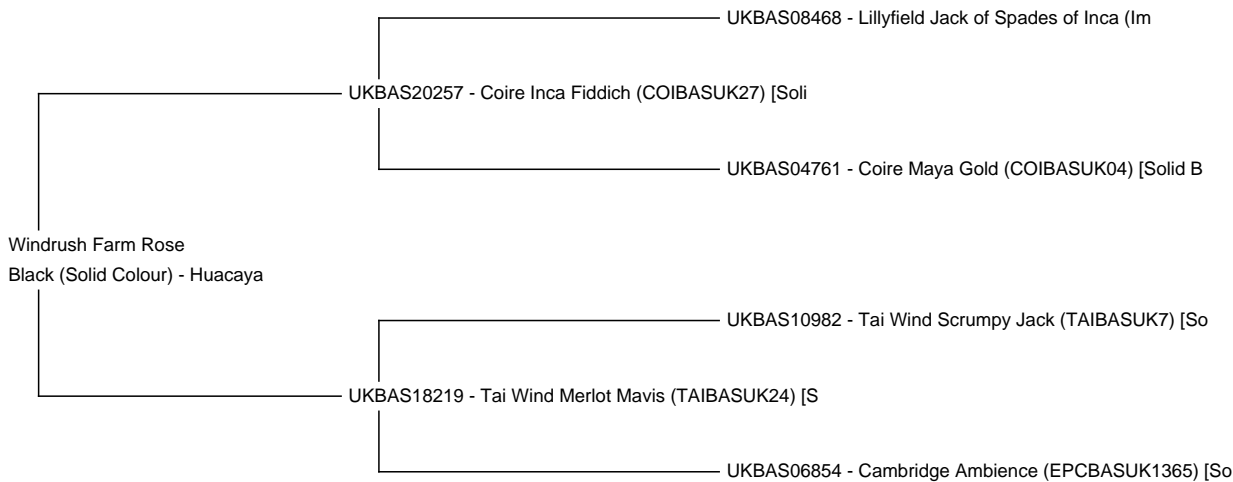 UKBAS08468 - Lillyfield Jack of Spades of Inca (Im
UKBAS20257 - Coire Inca Fiddich (COIBASUK27) [Soli
UKBAS04761 - Coire Maya Gold (COIBASUK04) [Solid B
Windrush Farm Rose
Black (Solid Colour) - Huacaya
UKBAS10982 - Tai Wind Scrumpy Jack (TAIBASUK7) [So
UKBAS18219 - Tai Wind Merlot Mavis (TAIBASUK24) [S
UKBAS06854 - Cambridge Ambience (EPCBASUK1365) [So